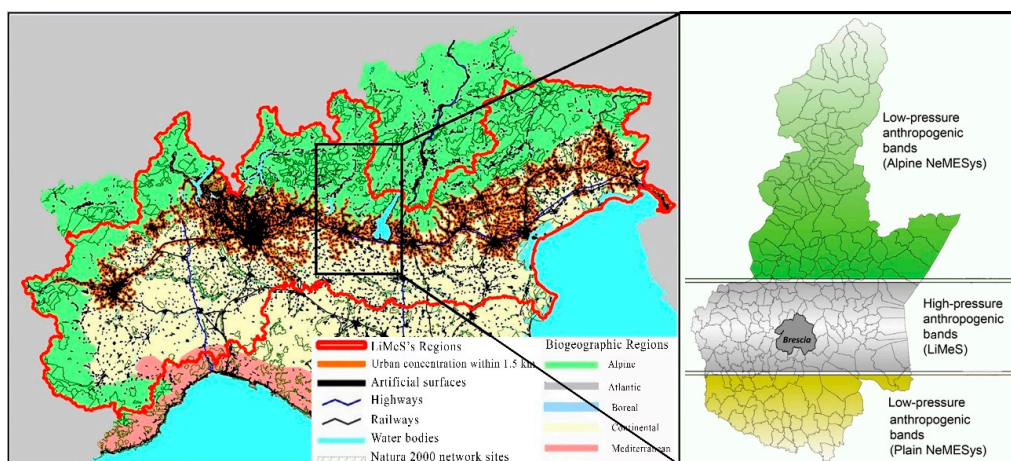 LiMeS's Regions
Urban concentration within 1.5 km
Artificial surfaces
Highways
Railways
Water bodies
Natura 2000 network sites
Biogeographic Regions
Alpine
Atlantic
Boreal
Continental
Mediterranean
Low-pressure
anthropogenic
bands
(Alpine NeMESys)
High-pressure
anthropogenic
bands
(LiMeS)
Brescia
Low-pressure
anthropogenic
bands
(Plain NeMESys)